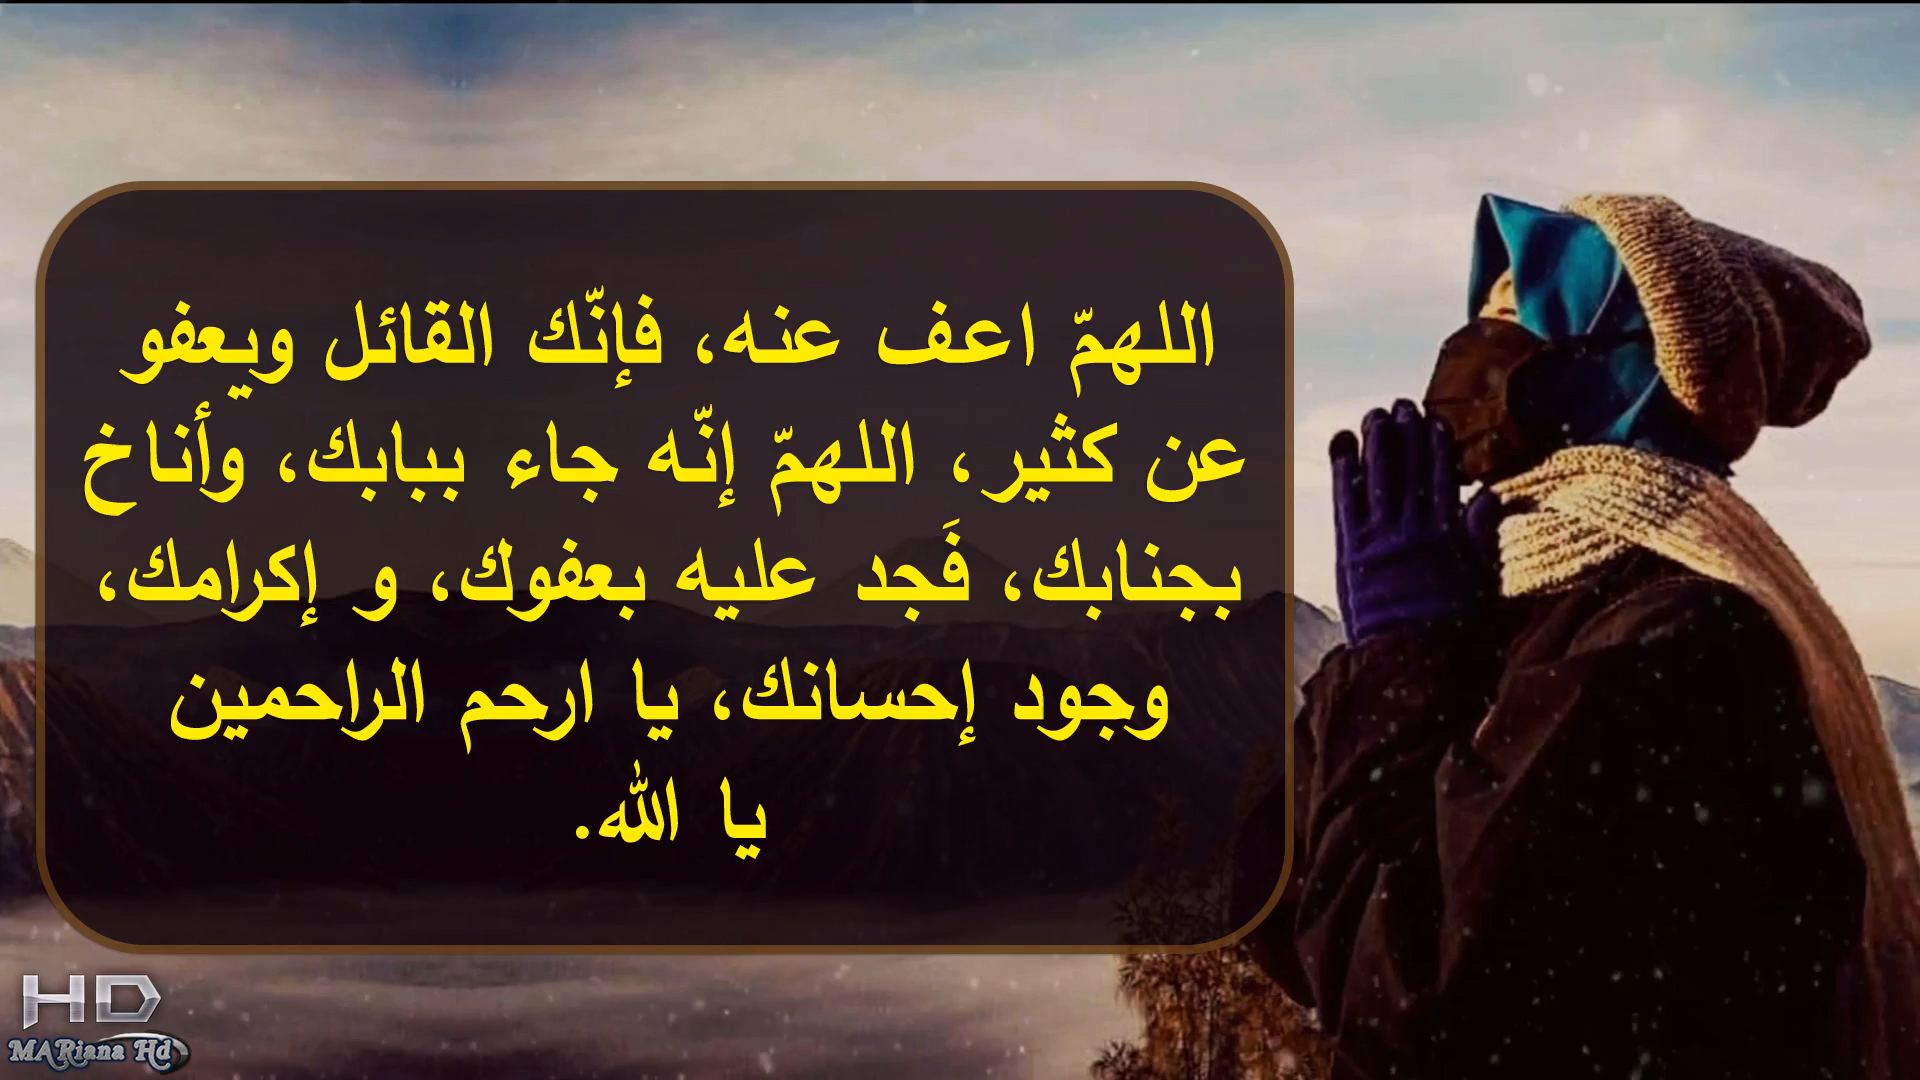 اللهمّ اعف عنه، فإنّك القائل ويعفو
عن كثير، اللهمّ إنّه جاء ببابك، وأناخ
بجنابك، فَجد عليه بعفوك، و إكرامك،
وجود إحسانك، يا ارحم الراحمين
يا الله.
HD
MARiana Hd